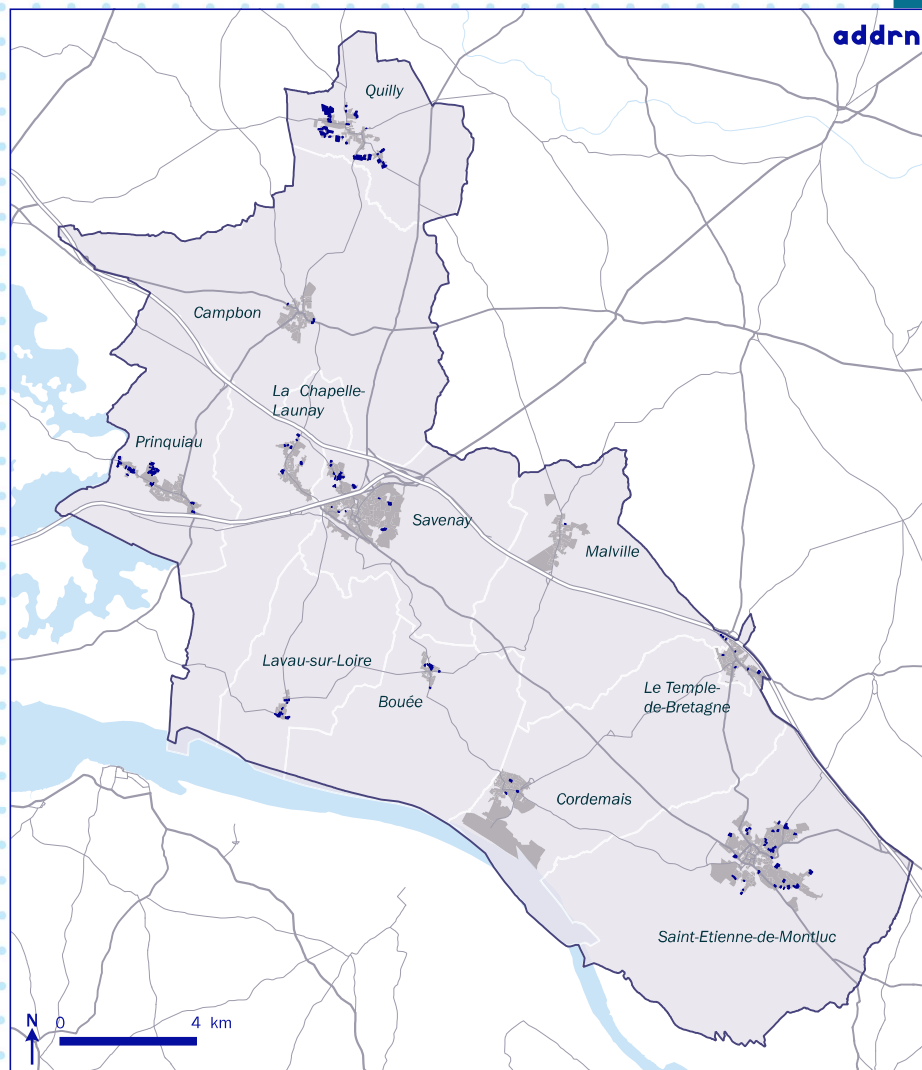 addrn
Quilly
Campbon
La Chapelle-
Launay
Prinquiau
Savenay
Malville
Lavau-sur-Loire
Bouée
Le Temple-
de-Bretagne
Cordemais
Saint-Etienne-de-Montluc
N
0 4 km